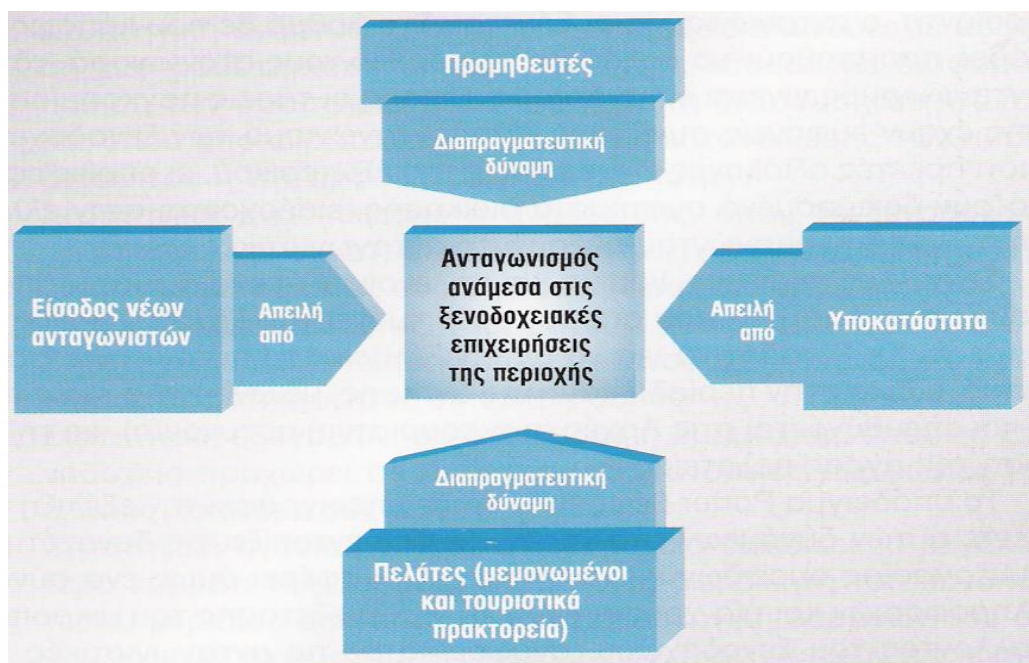 Προμηθευτές
Διαπραγματευτική
δύναμη
Είσοδος νέων
ανταγωνιστών
Απειλή
από
Ανταγωνισμός
ανάμεσα στις
ξενοδοχειακές
επιχειρήσεις
της περιοχής
Απειλή
από
Υποκατάστατα
Διαπραγματευτική
δύναμη
Πελάτες (μεμονωμένοι
και τουριστικά
πρακτορεία)